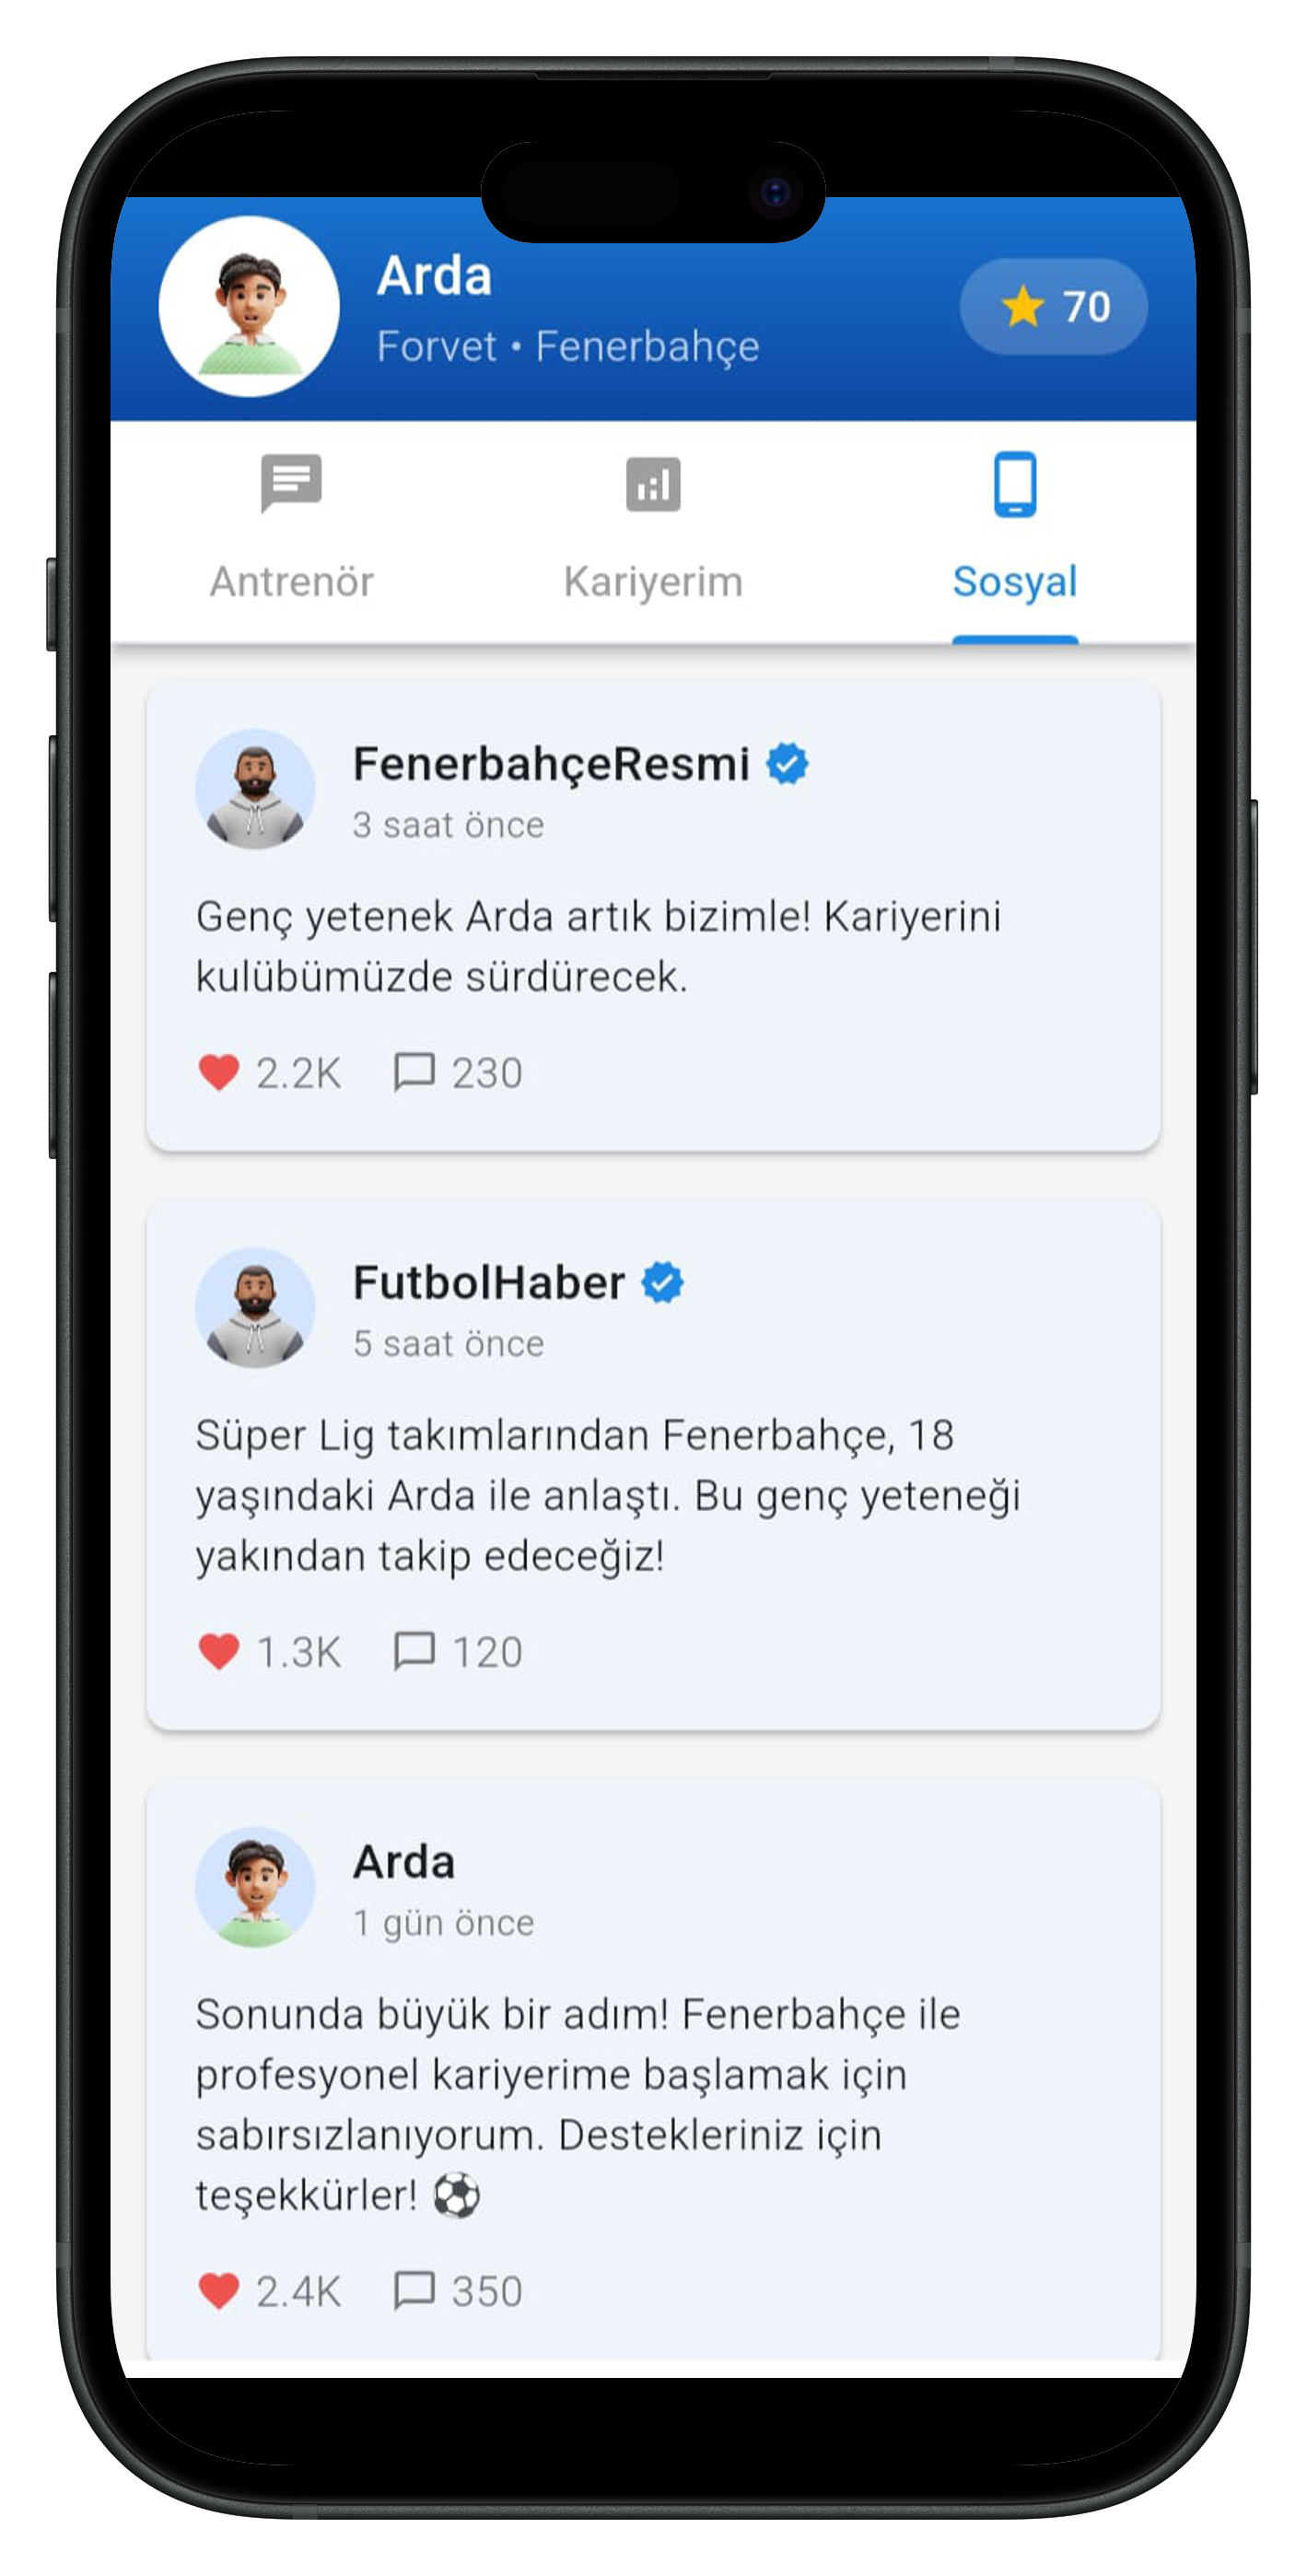 Arda
Forvet • Fenerbahçe
70
Antrenör
Kariyerim
Sosyal
FenerbahçeResmi
3 saat önce
Genç yetenek Arda artık bizimle! Kariyerini
kulübümüzde sürdürecek.
2.2K 230
FutbolHaber
5 saat önce
Süper Lig takımlarından Fenerbahçe, 18
yaşındaki Arda ile anlaştı. Bu genç yeteneği
yakından takip edeceğiz!
1.3K 120
Arda
1 gün önce
Sonunda büyük bir adım! Fenerbahçe ile
profesyonel kariyerime başlamak için
sabırsızlanıyorum. Destekleriniz için
teşekkürler! ⚽
2.4K 350